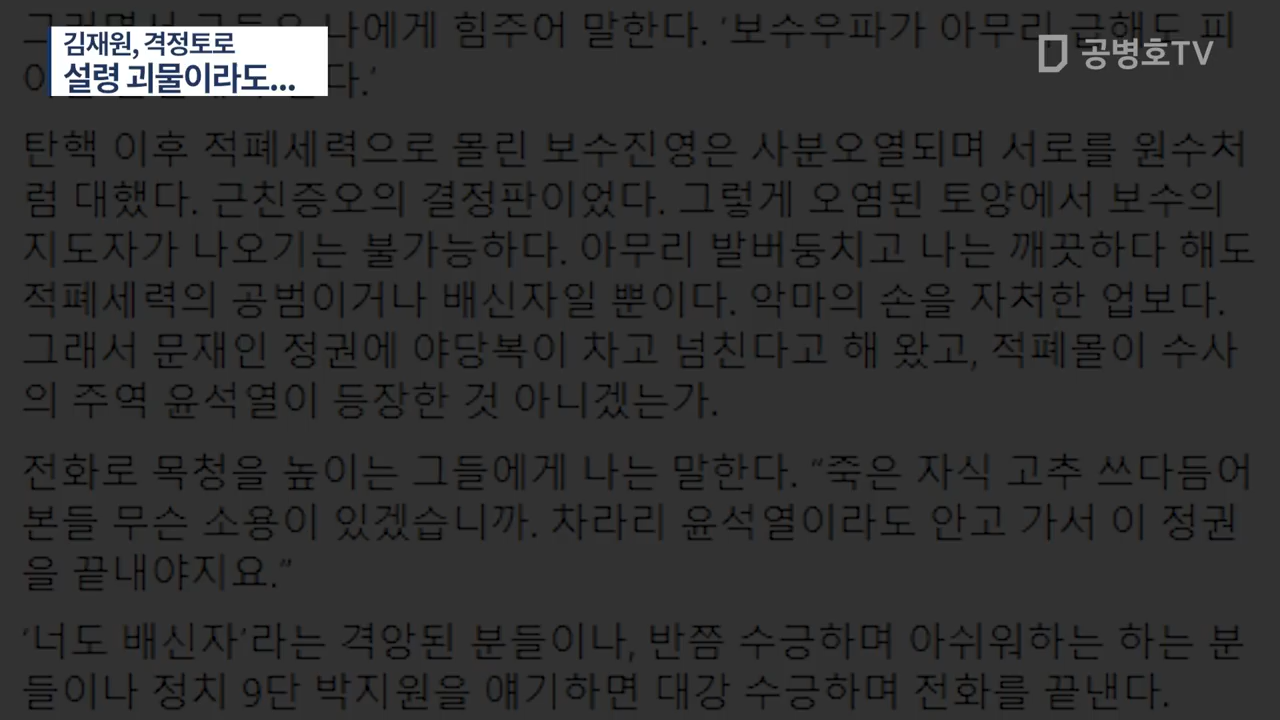 그러면서 그들은 나에게 힘주어 말한다. ‘보수우파가 아무리 급해도 피
다.’
김재원, 격정토로
설령 괴물이라도...
공병호TV
탄핵 이후 적폐세력으로 몰린 보수진영은 사분오열되며 서로를 원수처
럼 대했다. 근친증오의 결정판이었다. 그렇게 오염된 토양에서 보수의
지도자가 나오기는 불가능하다. 아무리 발버둥치고 나는 깨끗하다 해도
적폐세력의 공범이거나 배신자일 뿐이다. 악마의 손을 자처한 업보다.
그래서 문재인 정권에 야당복이 차고 넘친다고 해 왔고, 적폐몰이 수사
의 주역 윤석열이 등장한 것 아니겠는가.
전화로 목청을 높이는 그들에게 나는 말한다. “죽은 자식 고추 쓰다듬어
본들 무슨 소용이 있겠습니까. 차라리 윤석열이라도 안고 가서 이 정권
을 끝내야지요.”
‘너도 배신자’라는 격앙된 분들이나, 반쯤 수긍하며 아쉬워하는 하는 분
들이나 정치 9단 박지원을 얘기하면 대강 수긍하며 전화를 끝낸다.